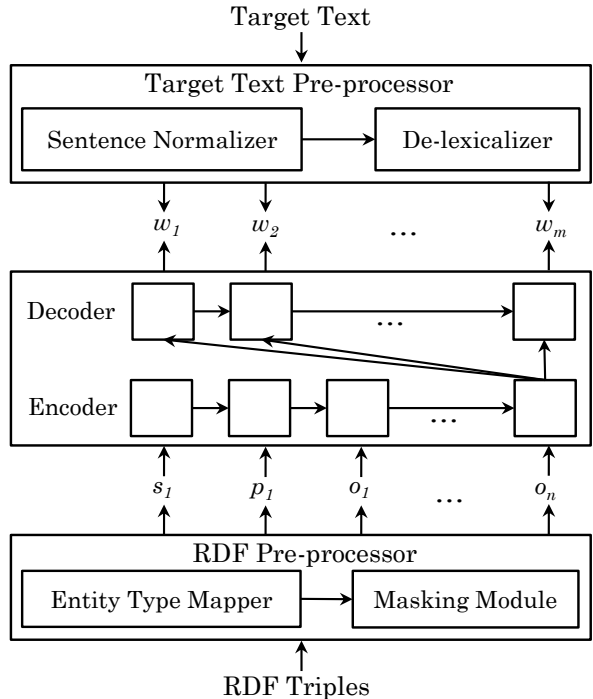 Target Text
Target Text Pre-processor
Sentence Normalizer De-lexicalizer
w1 w2 ... wm
Decoder
...
Encoder
...
s1 p1 o1 ... on
RDF Pre-processor
Entity Type Mapper Masking Module
RDF Triples